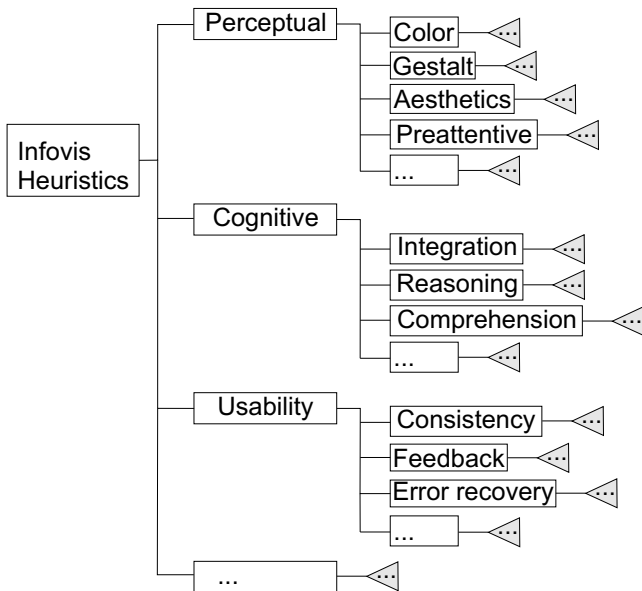 Infovis
Heuristics
Perceptual
Color ...
Gestalt ...
Aesthetics ...
Preattentive ...
... ...
Cognitive
Integration ...
Reasoning ...
Comprehension ...
... ...
Usability
Consistency ...
Feedback ...
Error recovery ...
... ...
... ...